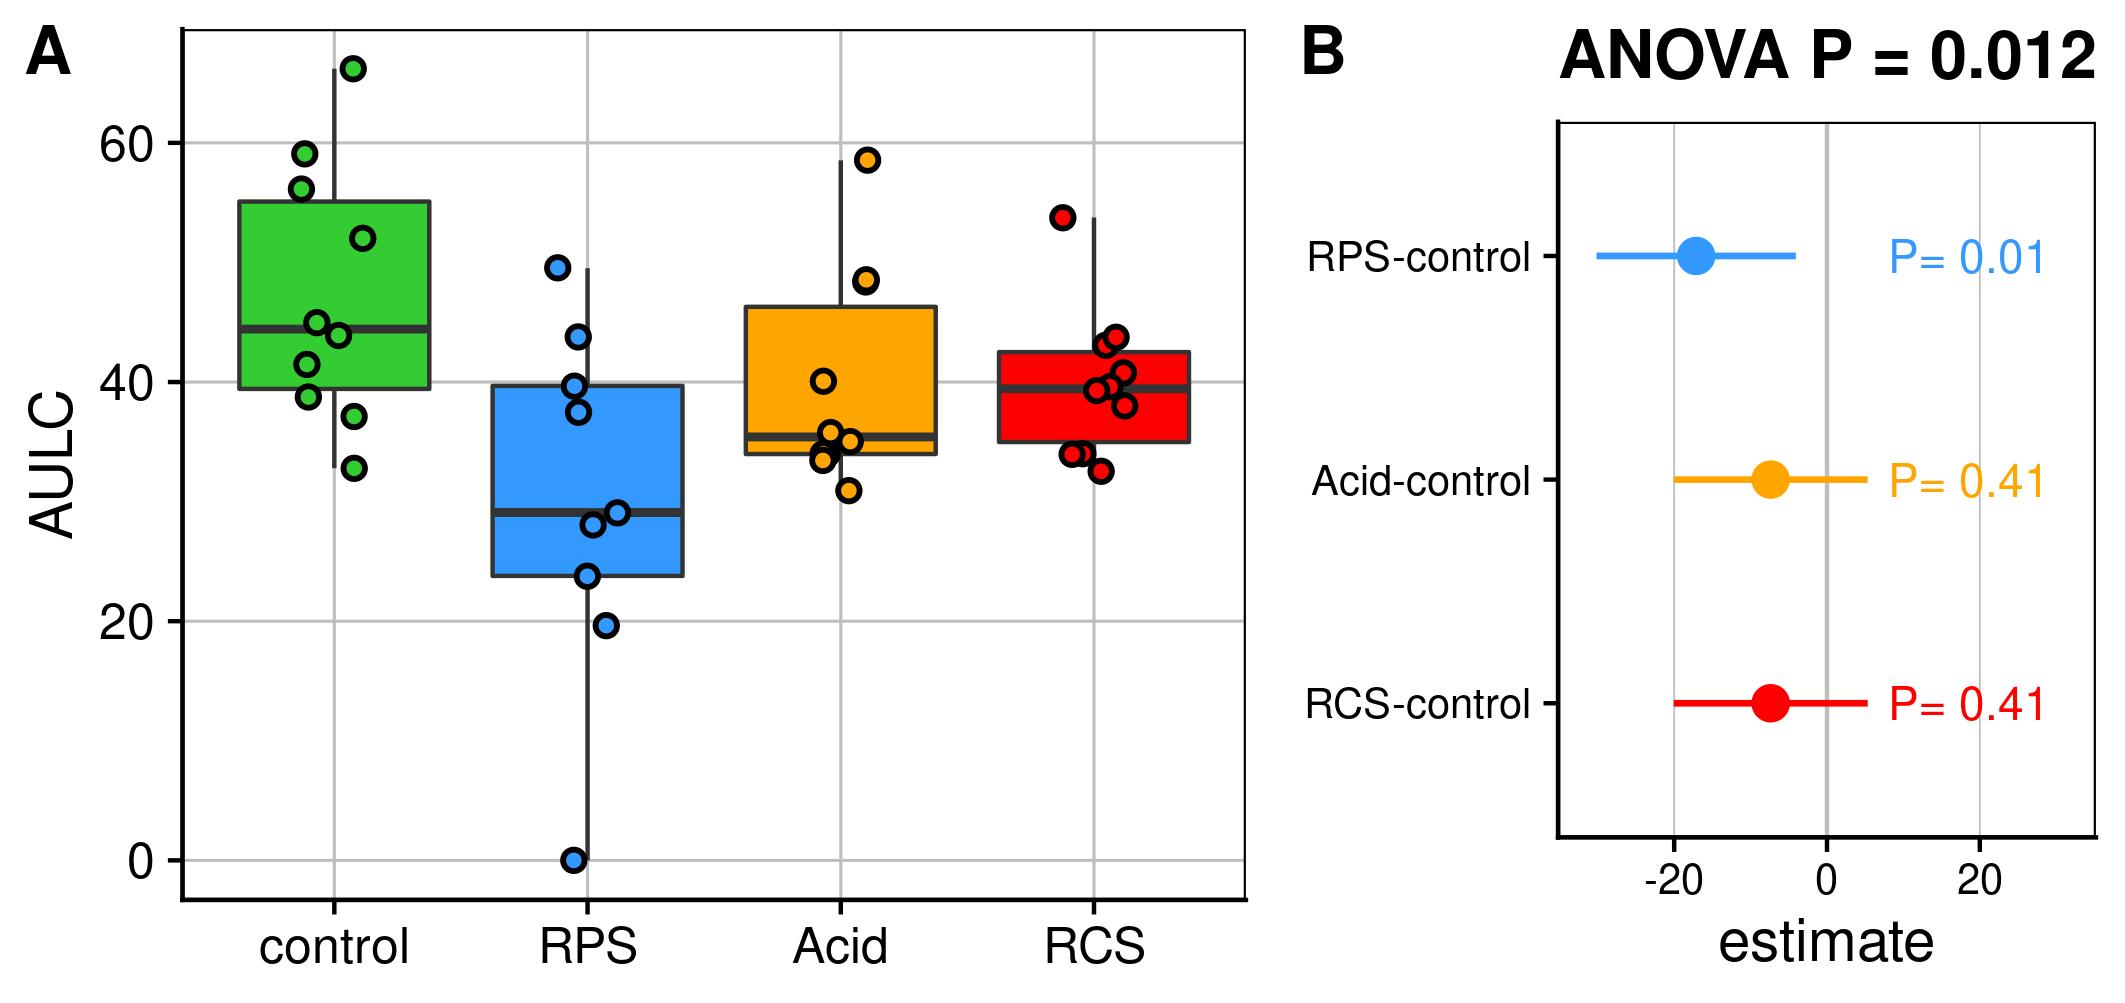 A
AULC
60
40
20
0
control RPS Acid RCS
B
ANOVA P = 0.012
RPS-control
P= 0.01
Acid-control
P= 0.41
RCS-control
P= 0.41
-20 0 20
estimate